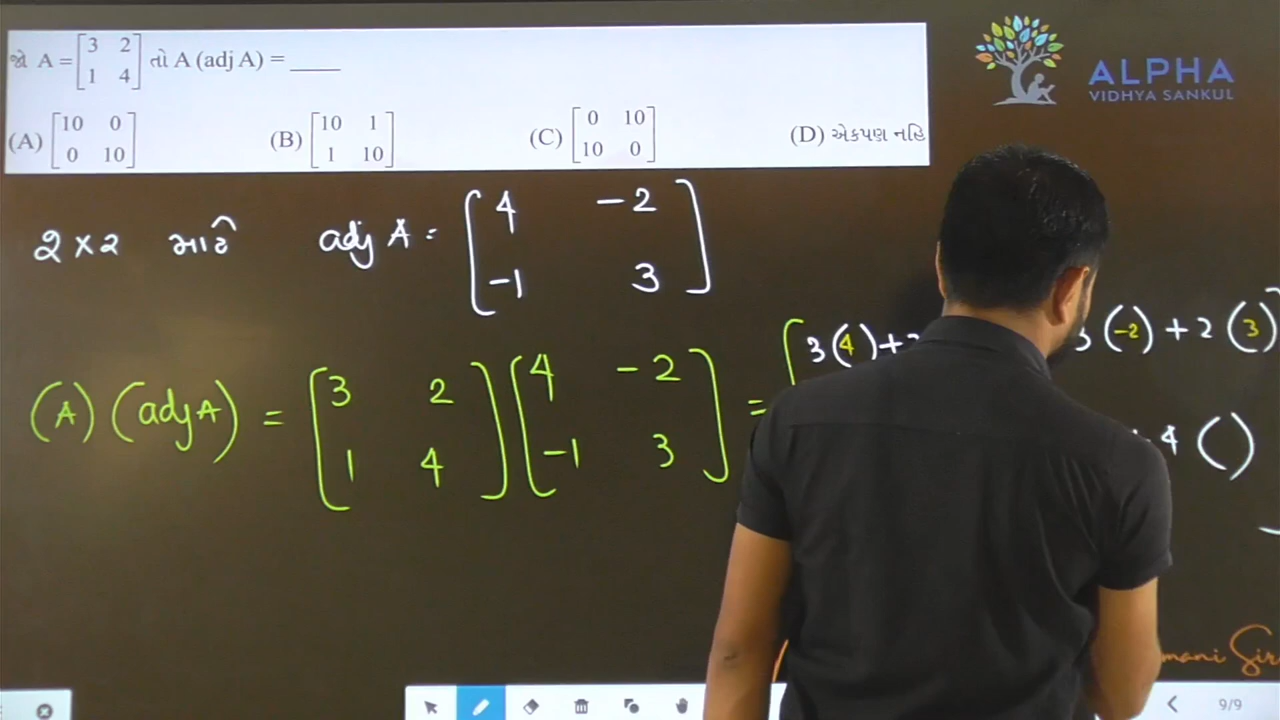 જો A = [3 2
1 4] તો A (adj A) = ____
(A) [10 0
0 10] (B) [10 1
1 10] (C) [0 10
10 0] (D) એકપણ નહિ
ALPHA
VIDHYA SANKUL
2 × 2 માટે adj A = [4 -2
-1 3]
(A) (adj A) = [3 2
1 4] [4 -2
-1 3] = [3(4) + (-2) + 2(3)
4 ( )
Sir
9/9